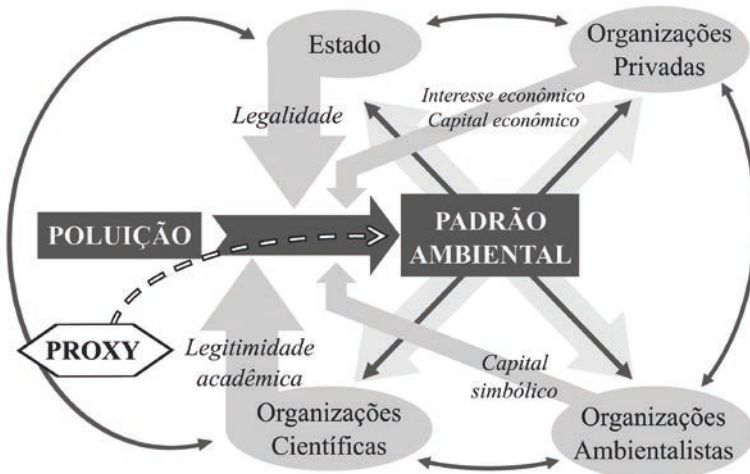 Estado
Organizações
Privadas
Legalidade
Interesse econômico
Capital econômico
POLUIÇÃO
PADRÃO
AMBIENTAL
PROXY
Legitimidade
acadêmica
Capital
simbólico
Organizações
Científicas
Organizações
Ambientalistas